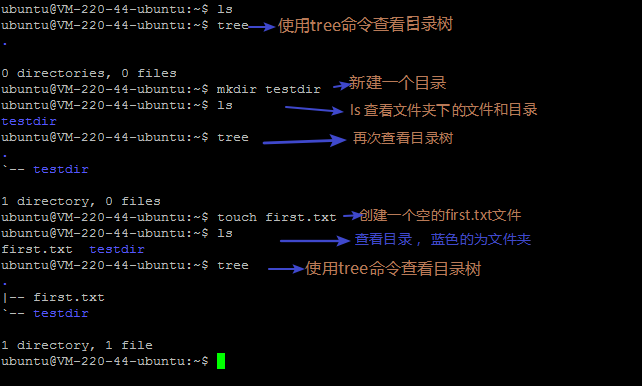 ubuntu@VM-220-44-ubuntu:~$ ls
ubuntu@VM-220-44-ubuntu:~$ tree 使用tree命令查看目录树
.
0 directories, 0 files
ubuntu@VM-220-44-ubuntu:~$ mkdir testdir 新建一个目录
ubuntu@VM-220-44-ubuntu:~$ ls ls 查看文件夹下的文件和目录
testdir
ubuntu@VM-220-44-ubuntu:~$ tree 再次查看目录树
.
`-- testdir
1 directory, 0 files
ubuntu@VM-220-44-ubuntu:~$ touch first.txt 创建一个空的first.txt文件
ubuntu@VM-220-44-ubuntu:~$ ls 查看目录，蓝色的为文件夹
first.txt  testdir
ubuntu@VM-220-44-ubuntu:~$ tree 使用tree命令查看目录树
.
|-- first.txt
`-- testdir
1 directory, 1 file
ubuntu@VM-220-44-ubuntu:~$